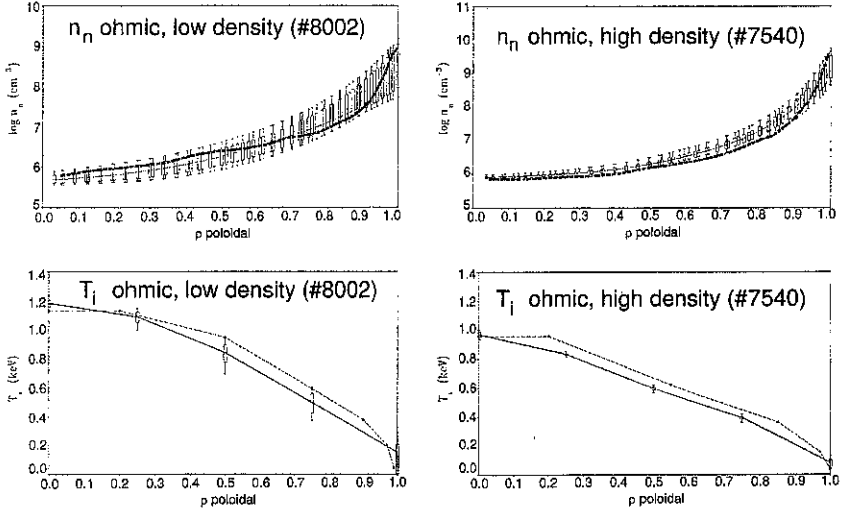 n_n ohmic, low density (#8002)
log n_n (cm^-3)
10
9
8
7
6
5
0.0 0.1 0.2 0.3 0.4 0.5 0.6 0.7 0.8 0.9 1.0
ρ poloidal
n_n ohmic, high density (#7540)
log n_n (cm^-3)
11
10
9
8
7
6
5
0.0 0.1 0.2 0.3 0.4 0.5 0.6 0.7 0.8 0.9 1.0
ρ poloidal
T_i ohmic, low density (#8002)
T_i (keV)
1.4
1.2
1.0
0.8
0.6
0.4
0.2
0.0
0.0 0.1 0.2 0.3 0.4 0.5 0.6 0.7 0.8 0.9 1.0
ρ poloidal
T_i ohmic, high density (#7540)
T_i (keV)
1.4
1.2
1.0
0.8
0.6
0.4
0.2
0.0
0.0 0.1 0.2 0.3 0.4 0.5 0.6 0.7 0.8 0.9 1.0
ρ poloidal